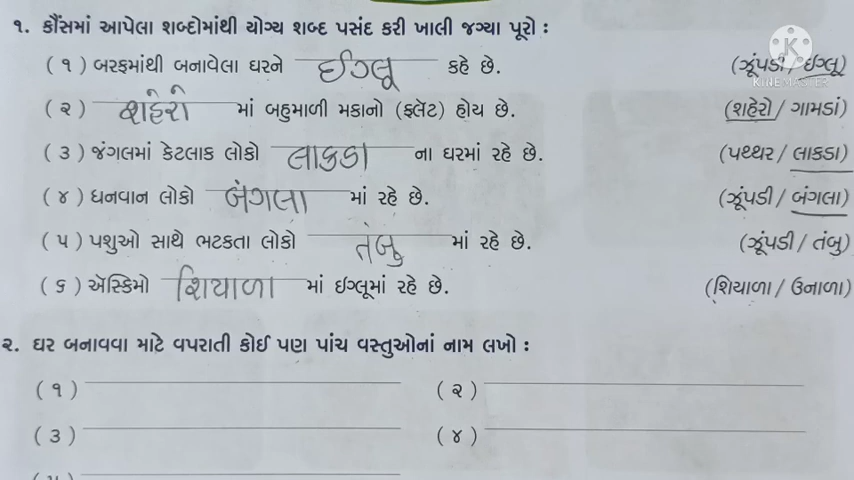 ૧. કૌંસમાં આપેલા શબ્દોમાંથી યોગ્ય શબ્દ પસંદ કરી ખાલી જગ્યા પૂરો :
(૧) બરફમાંથી બનાવેલા ઘરને ઈગ્લૂ કહે છે. (ઝૂંપડી / ઈગ્લૂ)
(૨) શહેરો માં બહુમાળી મકાનો (ફ્લેટ) હોય છે. (શહેરો / ગામડાં)
(૩) જંગલમાં કેટલાક લોકો લાકડા ના ઘરમાં રહે છે. (પથ્થર / લાકડા)
(૪) ધનવાન લોકો બંગલા માં રહે છે. (ઝૂંપડી / બંગલા)
(૫) પશુઓ સાથે ભટકતા લોકો તંબુ માં રહે છે. (ઝૂંપડી / તંબુ)
(૬) ઍસ્કિમો શિયાળા માં ઈગ્લૂમાં રહે છે. (શિયાળા / ઉનાળા)
૨. ઘર બનાવવા માટે વપરાતી કોઈ પણ પાંચ વસ્તુઓનાં નામ લખો :
(૧) (૨)
(૩) (૪)
K
KINEMASTER